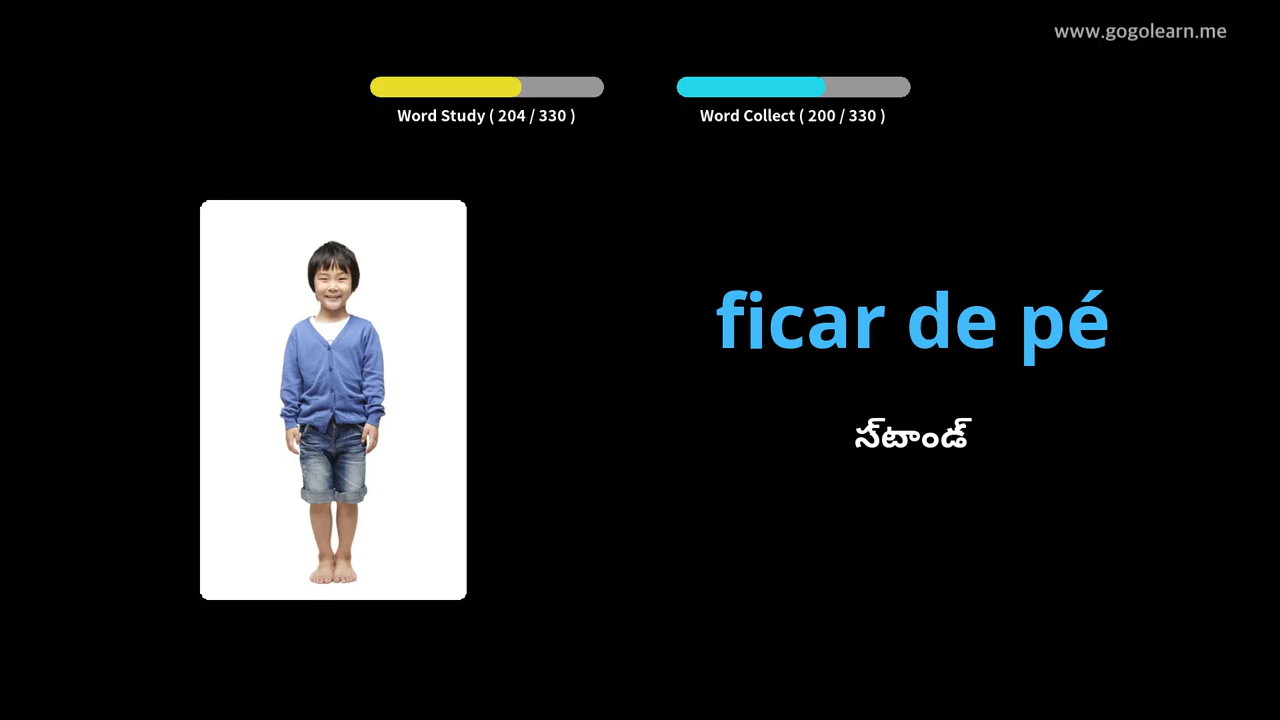 www.gogolearn.me
Word Study ( 204 / 330 )
Word Collect ( 200 / 330 )
ficar de pé
స్‌టాండ్